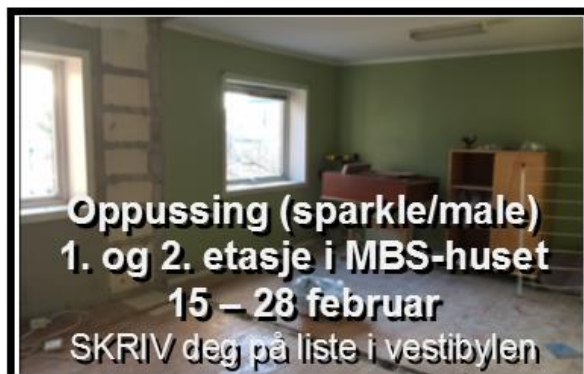 Oppussing (sparkle/male)
1. og 2. etasje i MBS-huset
15 – 28 februar
SKRIV deg på liste i vestibylen